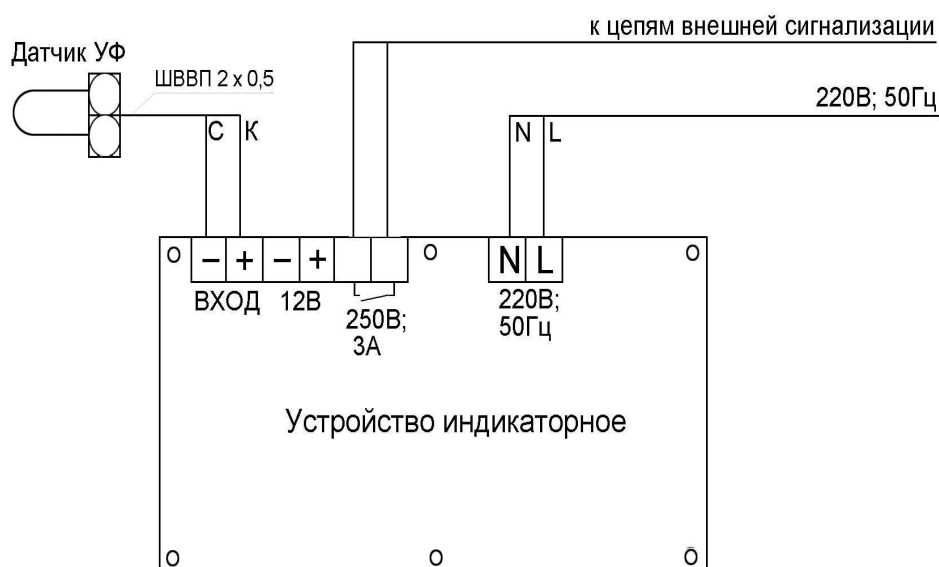 к цепям внешней сигнализации
Датчик УФ
ШВВП 2 х 0,5
220В; 50Гц
С К
N L
– + – +
N L
ВХОД 12В
250В;
3А
220В;
50Гц
Устройство индикаторное